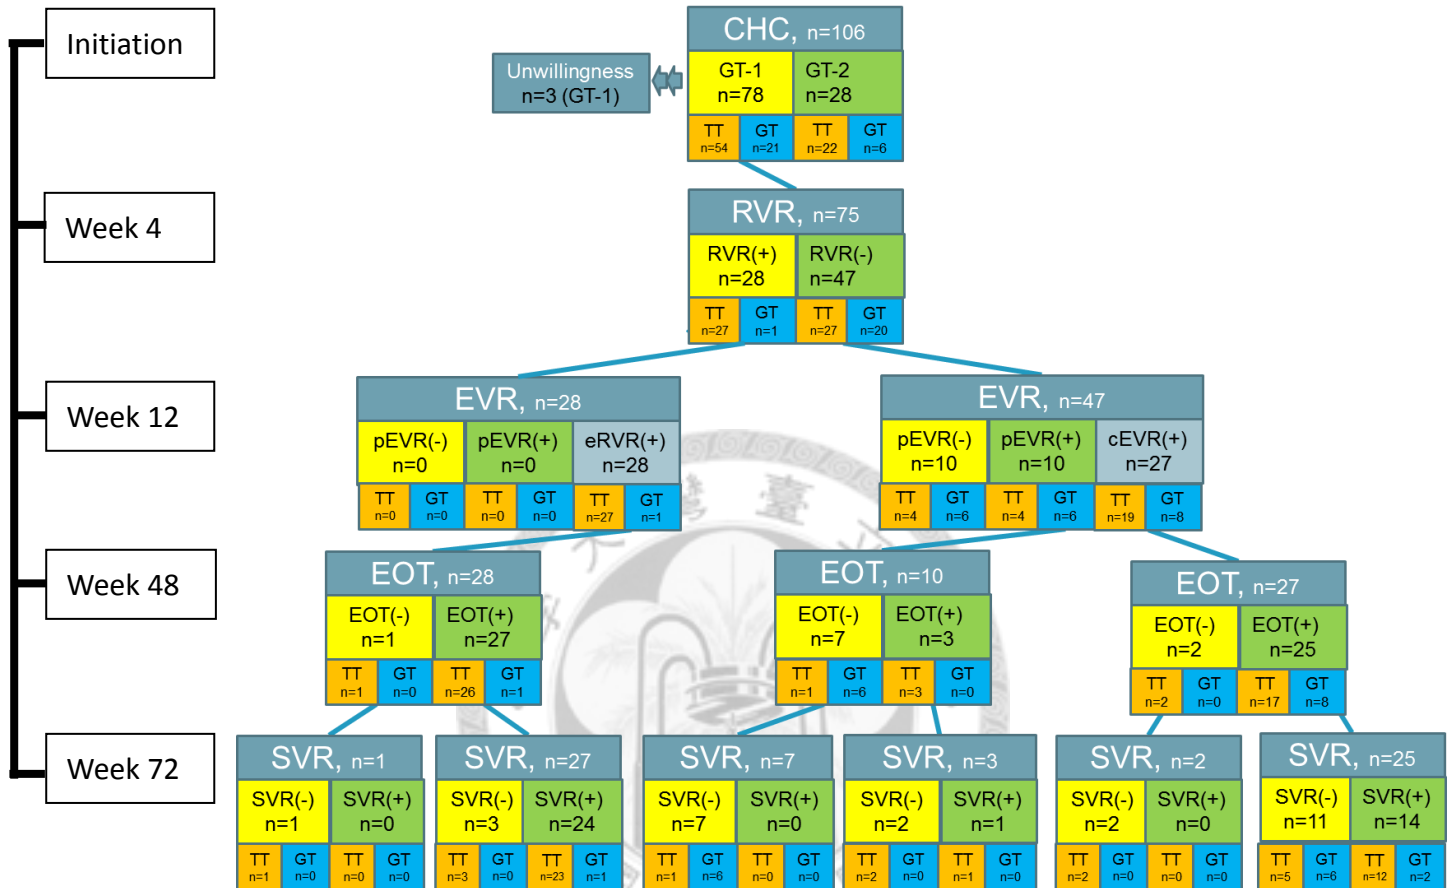 Initiation
Week 4
Week 12
Week 48
Week 72
CHC, n=106
GT-1
n=78
GT-2
n=28
TT
n=54
GT
n=21
TT
n=22
GT
n=6
Unwillingness
n=3 (GT-1)
RVR, n=75
RVR(+)
n=28
RVR(-)
n=47
TT
n=27
GT
n=1
TT
n=27
GT
n=20
EVR, n=28
pEVR(-)
n=0
pEVR(+)
n=0
eRVR(+)
n=28
TT
n=0
GT
n=0
TT
n=0
GT
n=0
TT
n=27
GT
n=1
EVR, n=47
pEVR(-)
n=10
pEVR(+)
n=10
cEVR(+)
n=27
TT
n=4
GT
n=6
TT
n=4
GT
n=6
TT
n=19
GT
n=8
EOT, n=28
EOT(-)
n=1
EOT(+)
n=27
TT
n=1
GT
n=0
TT
n=26
GT
n=1
EOT, n=10
EOT(-)
n=7
EOT(+)
n=3
TT
n=1
GT
n=6
TT
n=3
GT
n=0
EOT, n=27
EOT(-)
n=2
EOT(+)
n=25
TT
n=2
GT
n=0
TT
n=17
GT
n=8
SVR, n=1
SVR(-)
n=1
SVR(+)
n=0
TT
n=1
GT
n=0
TT
n=0
GT
n=0
SVR, n=27
SVR(-)
n=3
SVR(+)
n=24
TT
n=3
GT
n=0
TT
n=23
GT
n=1
SVR, n=7
SVR(-)
n=7
SVR(+)
n=0
TT
n=1
GT
n=6
TT
n=0
GT
n=0
SVR, n=3
SVR(-)
n=2
SVR(+)
n=1
TT
n=2
GT
n=0
TT
n=1
GT
n=0
SVR, n=2
SVR(-)
n=2
SVR(+)
n=0
TT
n=2
GT
n=0
TT
n=0
GT
n=0
SVR, n=25
SVR(-)
n=11
SVR(+)
n=14
TT
n=5
GT
n=6
TT
n=12
GT
n=2
臺